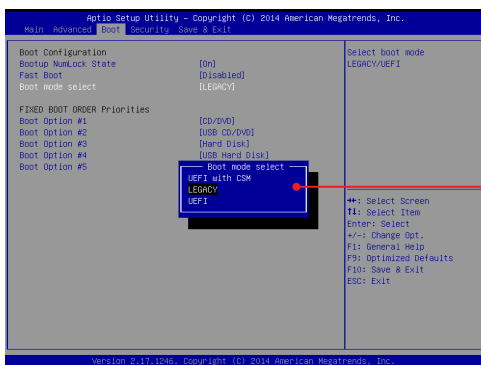 Aptio Setup Utility – Copyright (C) 2014 American Megatrends, Inc.
Main Advanced Boot Security Save & Exit
Boot Configuration
Bootup NumLock State [On]
Fast Boot [Disabled]
Boot mode select [LEGACY]
FIXED BOOT ORDER Priorities
Boot Option #1 [CD/DVD]
Boot Option #2 [USB CD/DVD]
Boot Option #3 [Hard Disk]
Boot Option #4 [USB Hard Disk]
Boot Option #5
Boot mode select
UEFI with CSM
LEGACY
UEFI
Select boot mode
LEGACY/UEFI
→←: Select Screen
↑↓: Select Item
Enter: Select
+/-: Change Opt.
F1: General Help
F9: Optimized Defaults
F10: Save & Exit
ESC: Exit
Version 2.17.1246. Copyright (C) 2014 American Megatrends, Inc.